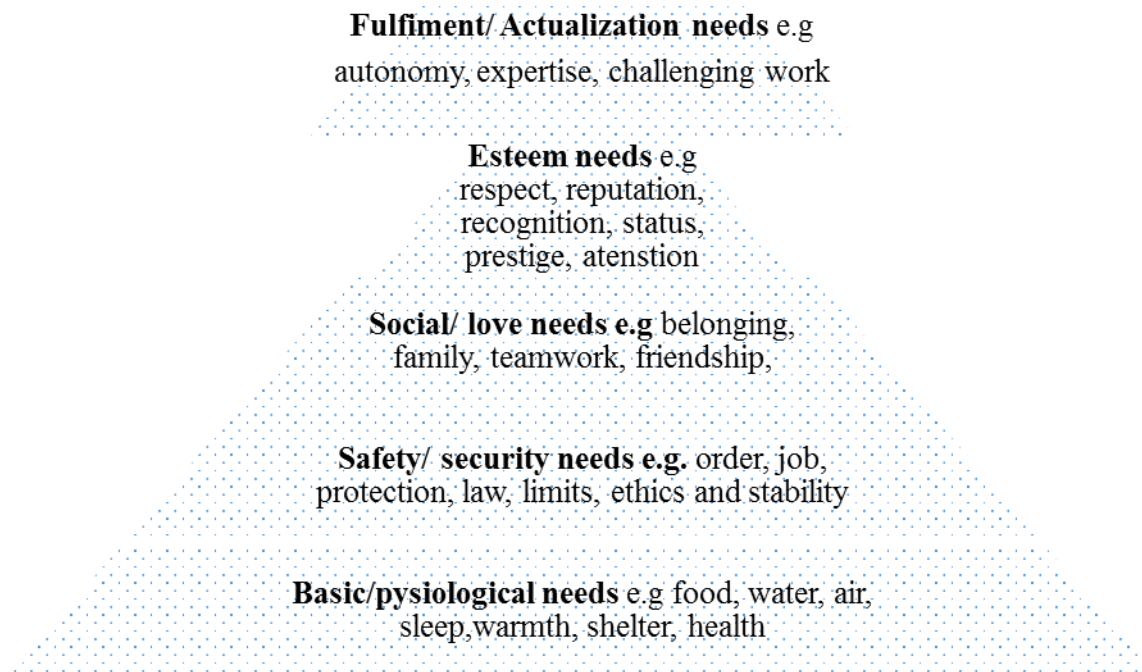 Fulfiment/ Actualization needs e.g
autonomy, expertise, challenging work
Esteem needs e.g
respect, reputation,
recognition, status,
prestige, atenstion
Social/ love needs e.g belonging,
family, teamwork, friendship,
Safety/ security needs e.g. order, job,
protection, law, limits, ethics and stability
Basic/pysiological needs e.g food, water, air,
sleep,warmth, shelter, health